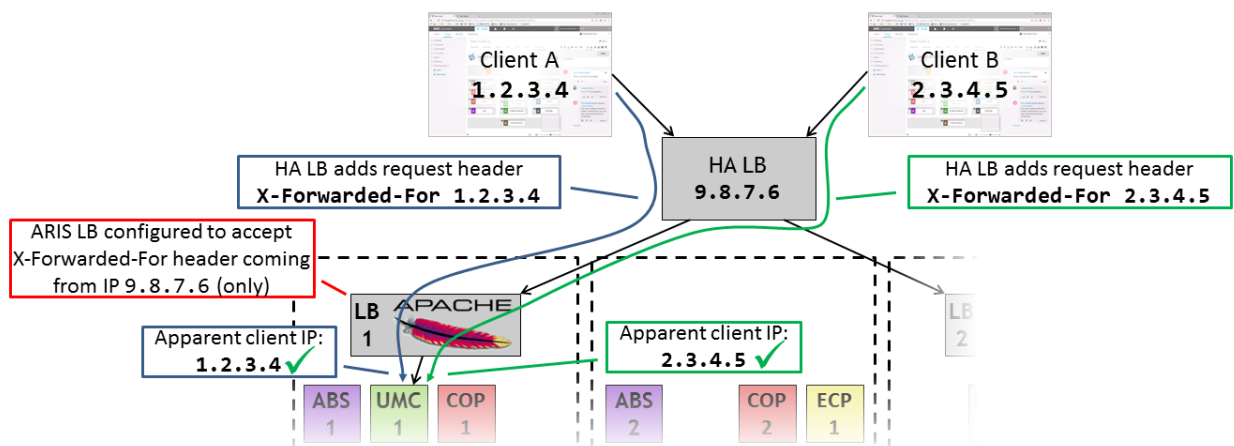 Client A
1.2.3.4
Client B
2.3.4.5
HA LB
9.8.7.6
HA LB adds request header
X-Forwarded-For 1.2.3.4
HA LB adds request header
X-Forwarded-For 2.3.4.5
ARIS LB configured to accept
X-Forwarded-For header coming
from IP 9.8.7.6 (only)
LB
1
APACHE
LB
2
Apparent client IP:
1.2.3.4
Apparent client IP:
2.3.4.5
ABS
1
UMC
1
COP
1
ABS
2
COP
2
ECP
1